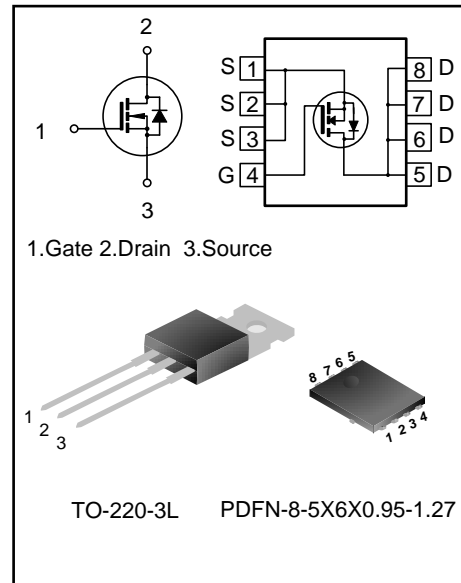 2
1
3
S 1
S 2
S 3
G 4
8 D
7 D
6 D
5 D
1.Gate 2.Drain 3.Source
1
2
3
8 7 6 5
1 2 3 4
TO-220-3L
PDFN-8-5X6X0.95-1.27